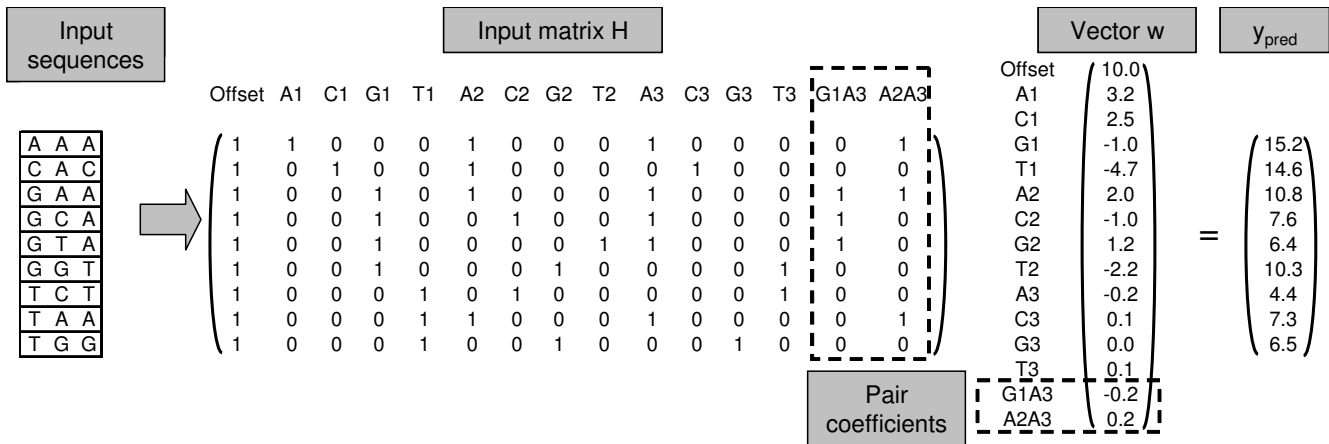 Input sequences
Input matrix H
Vector w
y_pred
Offset A1 C1 G1 T1 A2 C2 G2 T2 A3 C3 G3 T3 G1A3 A2A3
A A A 1 1 0 0 0 1 0 0 0 1 0 0 0 0 1
C A C 1 0 1 0 0 1 0 0 0 0 1 0 0 0 0
G A A 1 0 0 1 0 1 0 0 0 1 0 0 0 1 1
G C A 1 0 0 1 0 0 1 0 0 1 0 0 0 1 0
G T A 1 0 0 1 0 0 0 0 1 1 0 0 0 1 0
G G T 1 0 0 1 0 0 0 1 0 0 0 0 1 0 0
T C T 1 0 0 0 1 0 1 0 0 0 0 0 1 0 0
T A A 1 0 0 0 1 1 0 0 0 1 0 0 0 0 1
T G G 1 0 0 0 1 0 0 1 0 0 0 1 0 0 0
Pair coefficients
Offset 10.0
A1 3.2
C1 2.5
G1 -1.0
T1 -4.7
A2 2.0
C2 -1.0
G2 1.2
T2 -2.2
A3 -0.2
C3 0.1
G3 0.0
T3 0.1
G1A3 -0.2
A2A3 0.2
=
15.2
14.6
10.8
7.6
6.4
10.3
4.4
7.3
6.5